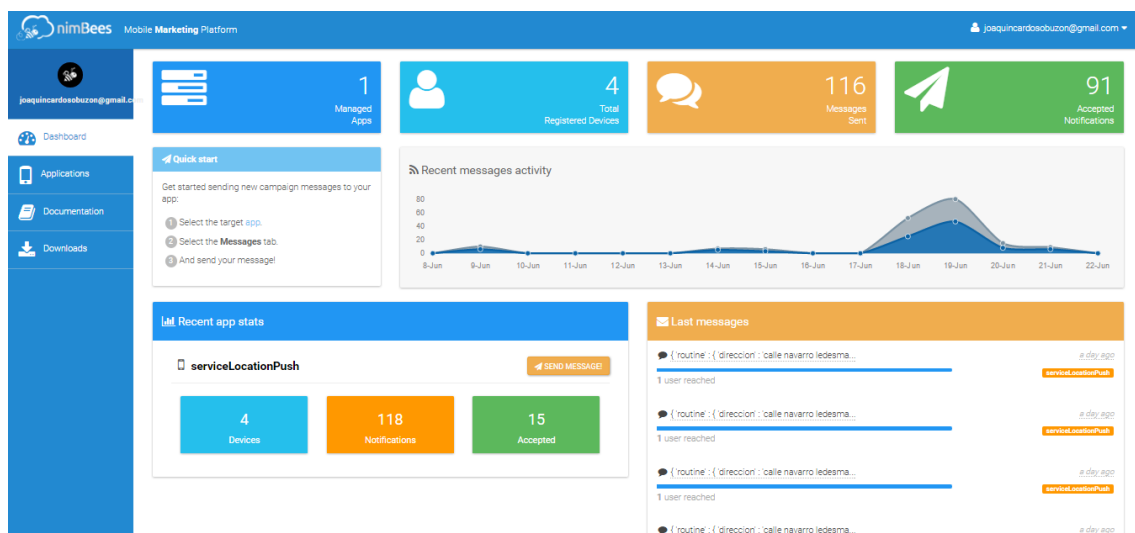 nimBees Mobile Marketing Platform
joaquincardosobuzon@gmail.com
joaquincardosobuzon@gmail.com
Dashboard
Applications
Documentation
Downloads
1
Managed
Apps
4
Total
Registered Devices
116
Messages
Sent
91
Accepted
Notifications
Quick start
Get started sending new campaign messages to your
app:
1 Select the target app.
2 Select the Messages tab.
3 And send your message!
Recent messages activity
80
60
40
20
0
8-Jun 9-Jun 10-Jun 11-Jun 12-Jun 13-Jun 14-Jun 15-Jun 16-Jun 17-Jun 18-Jun 19-Jun 20-Jun 21-Jun 22-Jun
Recent app stats
serviceLocationPush
SEND MESSAGE!
4
Devices
118
Notifications
15
Accepted
Last messages
{ 'routine' : { 'direccion' : 'calle navarro ledesma...
a day ago
serviceLocationPush
1 user reached
{ 'routine' : { 'direccion' : 'calle navarro ledesma...
a day ago
serviceLocationPush
1 user reached
{ 'routine' : { 'direccion' : 'calle navarro ledesma...
a day ago
serviceLocationPush
1 user reached
{ 'routine' : { 'direccion' : 'calle navarro ledesma...
a day ago